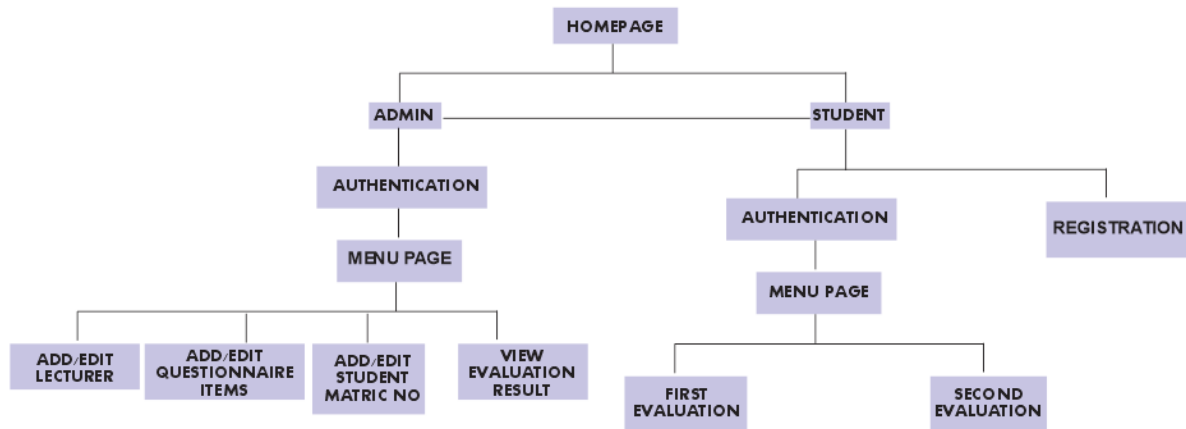 HOMEPAGE
ADMIN
STUDENT
AUTHENTICATION
MENU PAGE
ADD/EDIT
LECTURER
ADD/EDIT
QUESTIONNAIRE
ITEMS
ADD/EDIT
STUDENT
MATRIC NO
VIEW
EVALUATION
RESULT
AUTHENTICATION
REGISTRATION
MENU PAGE
FIRST
EVALUATION
SECOND
EVALUATION